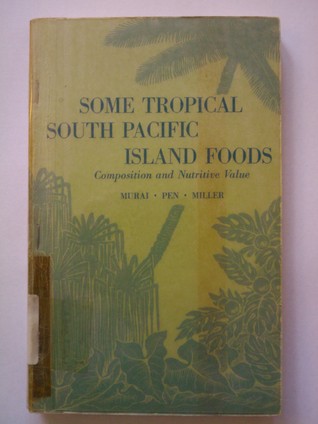 SOME TROPICAL
SOUTH PACIFIC
ISLAND FOODS
Composition and Nutritive Value
MURAI · PEN · MILLER